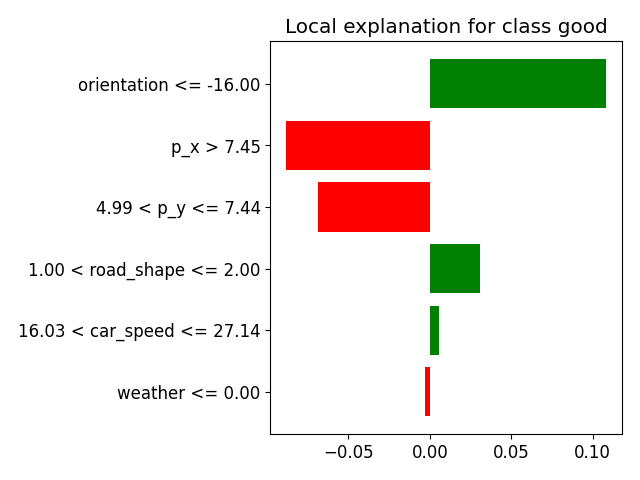 Local explanation for class good
orientation <= -16.00
p_x > 7.45
4.99 < p_y <= 7.44
1.00 < road_shape <= 2.00
16.03 < car_speed <= 27.14
weather <= 0.00
−0.05 0.00 0.05 0.10